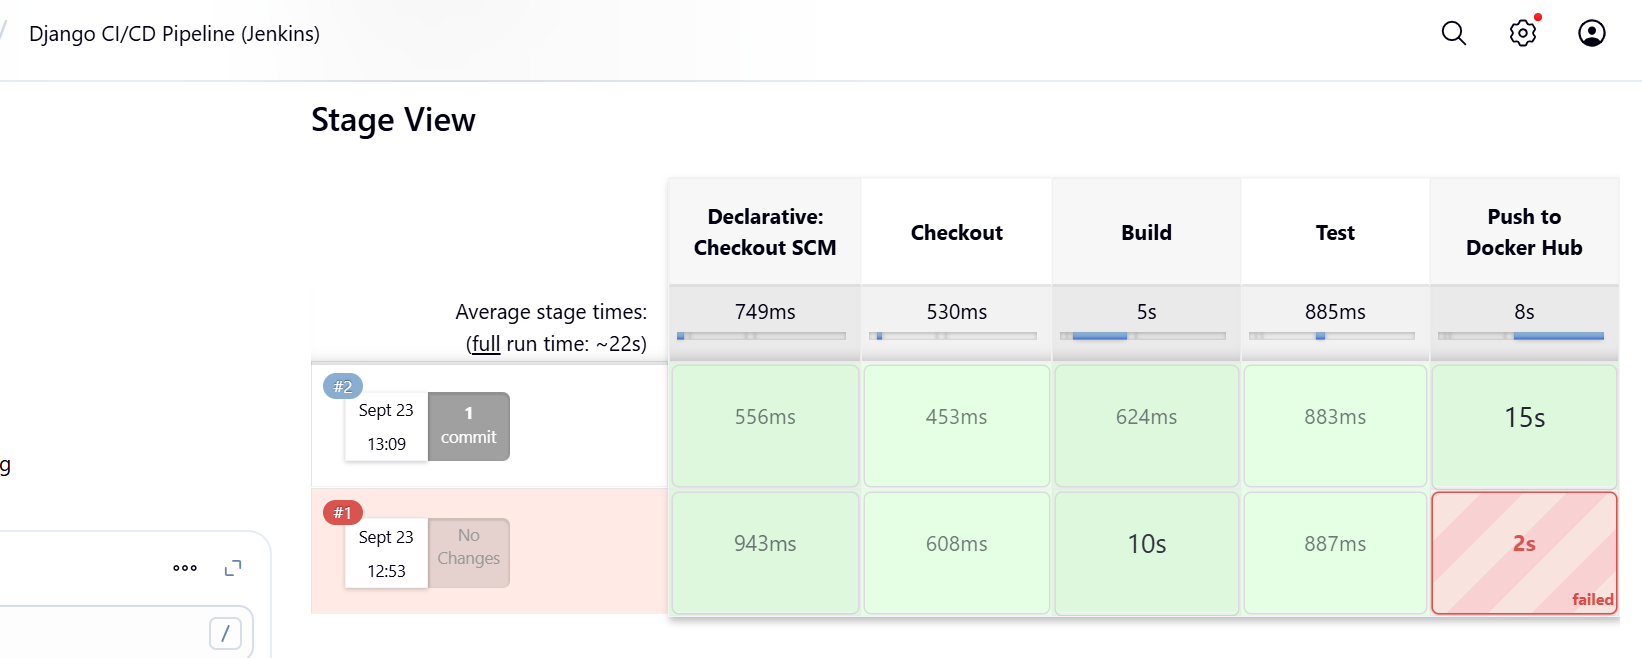 / Django CI/CD Pipeline (Jenkins)
Stage View
Declarative:
Checkout SCM
Checkout
Build
Test
Push to
Docker Hub
Average stage times:
(full run time: ~22s)
749ms
530ms
5s
885ms
8s
#2
Sept 23
13:09
1
commit
556ms
453ms
624ms
883ms
15s
#1
Sept 23
12:53
No
Changes
943ms
608ms
10s
887ms
2s
failed
g
/